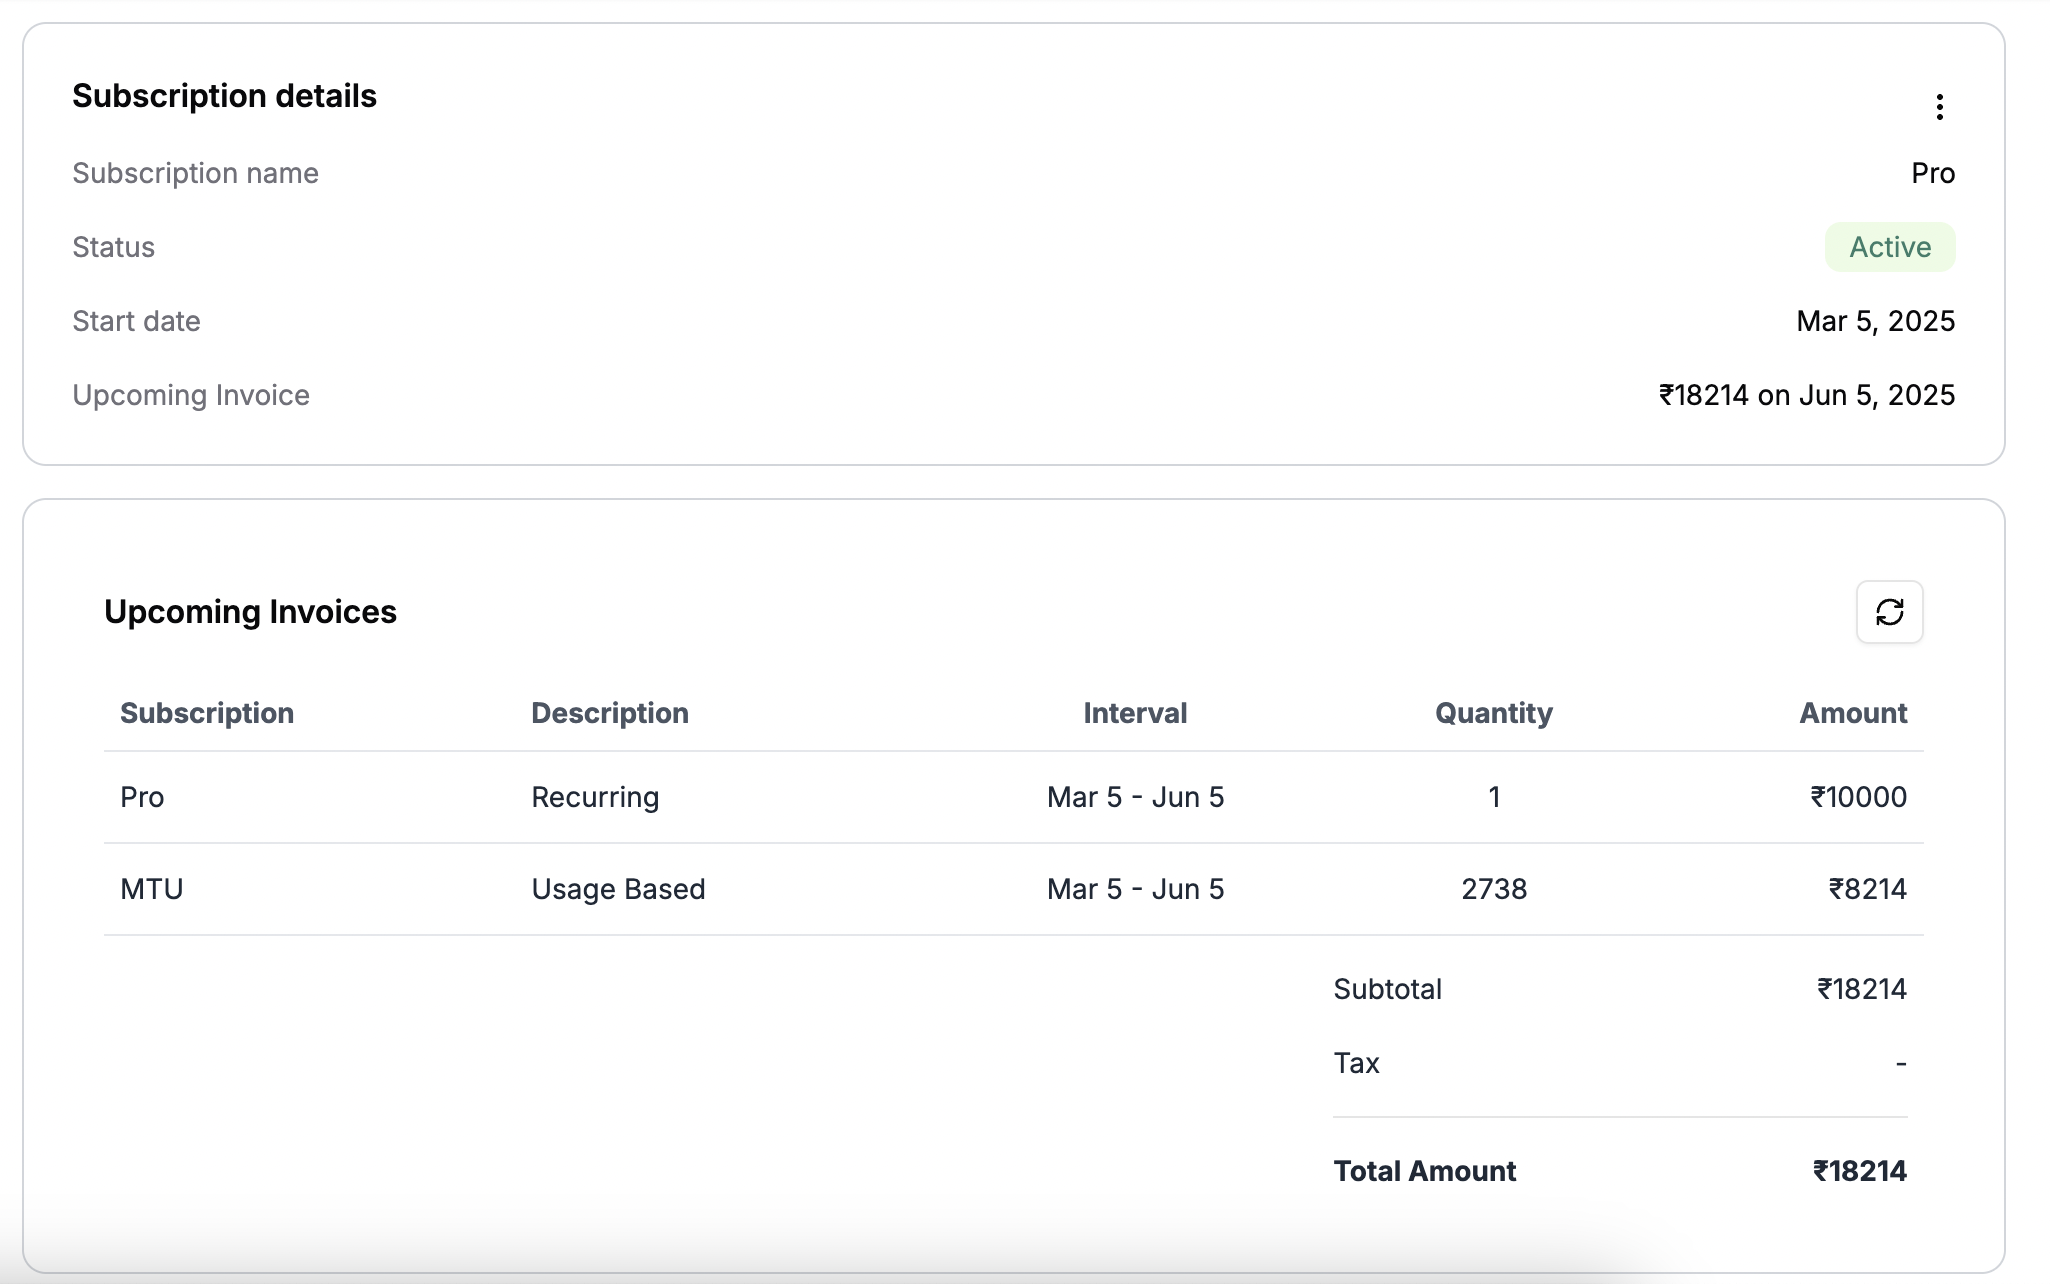 Subscription details
Subscription name Pro
Status Active
Start date Mar 5, 2025
Upcoming Invoice ₹18214 on Jun 5, 2025
Upcoming Invoices
Subscription Description Interval Quantity Amount
Pro Recurring Mar 5 - Jun 5 1 ₹10000
MTU Usage Based Mar 5 - Jun 5 2738 ₹8214
Subtotal ₹18214
Tax -
Total Amount ₹18214